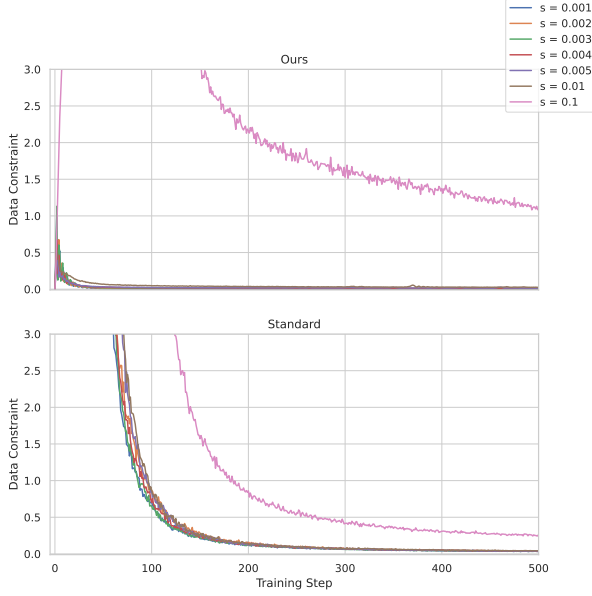 s = 0.001
s = 0.002
s = 0.003
s = 0.004
s = 0.005
s = 0.01
s = 0.1
Ours
3.0
2.5
2.0
1.5
1.0
0.5
0.0
Data Constraint
Standard
3.0
2.5
2.0
1.5
1.0
0.5
0.0
Data Constraint
0 100 200 300 400 500
Training Step